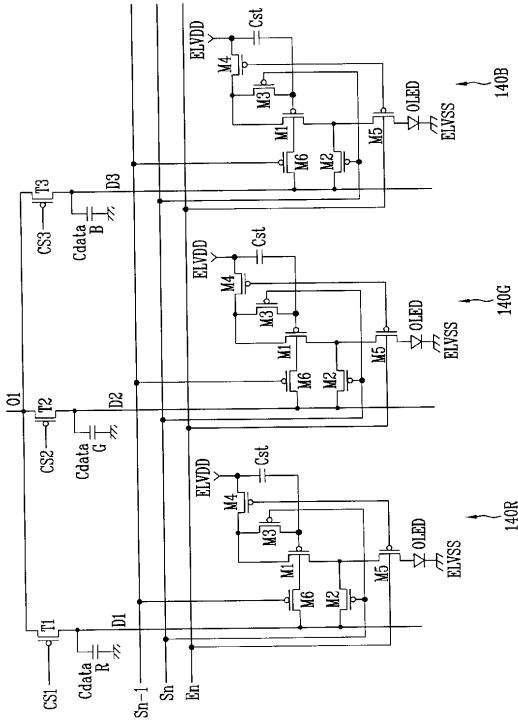 O1
CS1
T1
Cdata
R
D1
CS2
T2
Cdata
G
D2
CS3
T3
Cdata
B
D3
Sn-1
Sn
En
ELVDD
M4
Cst
M3
M1
M6
M2
M5
OLED
ELVSS
140R
ELVDD
M4
Cst
M3
M1
M6
M2
M5
OLED
ELVSS
140G
ELVDD
M4
Cst
M3
M1
M6
M2
M5
OLED
ELVSS
140B